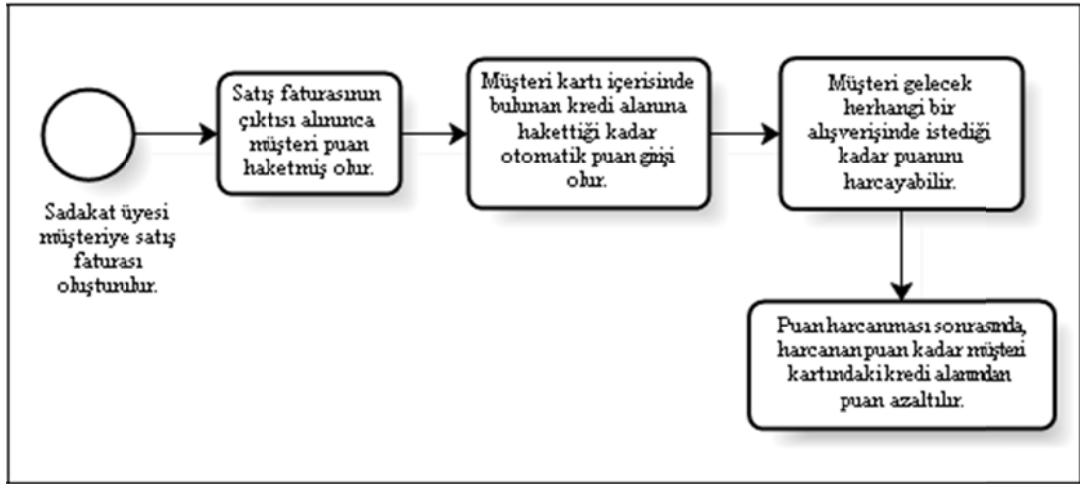 Sadakat üyesi
müşteriye satış
faturası
oluşturulur.
Satış faturasının
çıktısı alınınca
müşteri puan
haketmiş olur.
Müşteri kartı içerisinde
bulunan kredi alanına
hakettiği kadar
otomatik puan girişi
olur.
Müşteri gelecek
herhangi bir
alışverişinde istediği
kadar puanını
harcayabilir.
Puan harcanması sonrasında,
harcanan puan kadar müşteri
kartındaki kredi alanından
puan azaltılır.